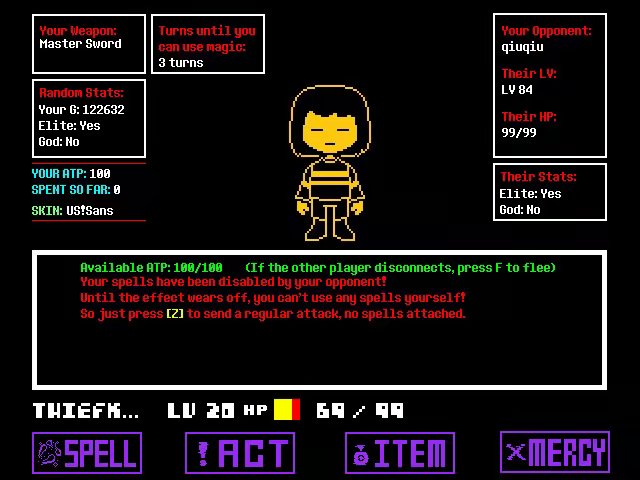 Your Weapon:
Master Sword
Turns until you
can use magic:
3 turns
Your Opponent:
qiuqiu
Their LV:
LV 84
Their HP:
99/99
Random Stats:
Your G: 122632
Elite: Yes
God: No
YOUR ATP: 100
SPENT SO FAR: 0
SKIN: US!Sans
Their Stats:
Elite: Yes
God: No
Available ATP: 100/100 (If the other player disconnects, press F to flee)
Your spells have been disabled by your opponent!
Until the effect wears off, you can't use any spells yourself!
So just press [Z] to send a regular attack, no spells attached.
THIEFK... LV 20 HP 69 / 99
SPELL ACT ITEM MERCY